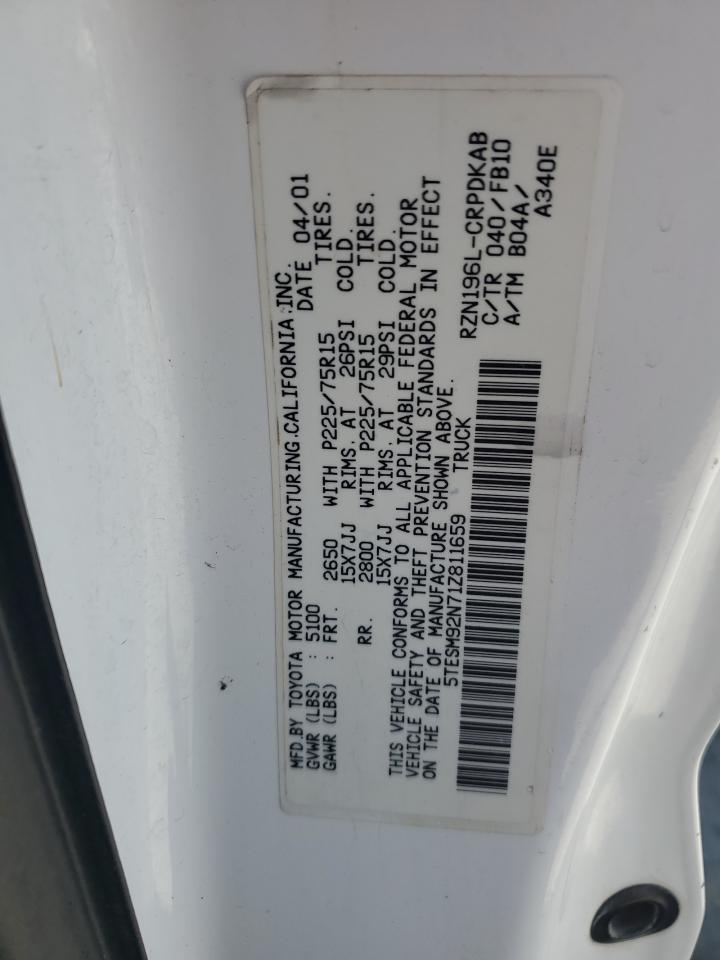 MFD.BY TOYOTA MOTOR MANUFACTURING.CALIFORNIA.INC.
GVWR (LBS) : 5100 DATE 04/01
GAWR (LBS) : FRT. 2650 WITH P225/75R15 TIRES.
15X7JJ RIMS. AT 26PSI COLD.
RR. 2800 WITH P225/75R15 TIRES.
15X7JJ RIMS. AT 29PSI COLD.
THIS VEHICLE CONFORMS TO ALL APPLICABLE FEDERAL MOTOR
VEHICLE SAFETY AND THEFT PREVENTION STANDARDS IN EFFECT
ON THE DATE OF MANUFACTURE SHOWN ABOVE.
5TESM92N71Z811659 TRUCK
RZN196L-CRPDKAB
C/TR 040/FB10
A/TM B04A/
A340E